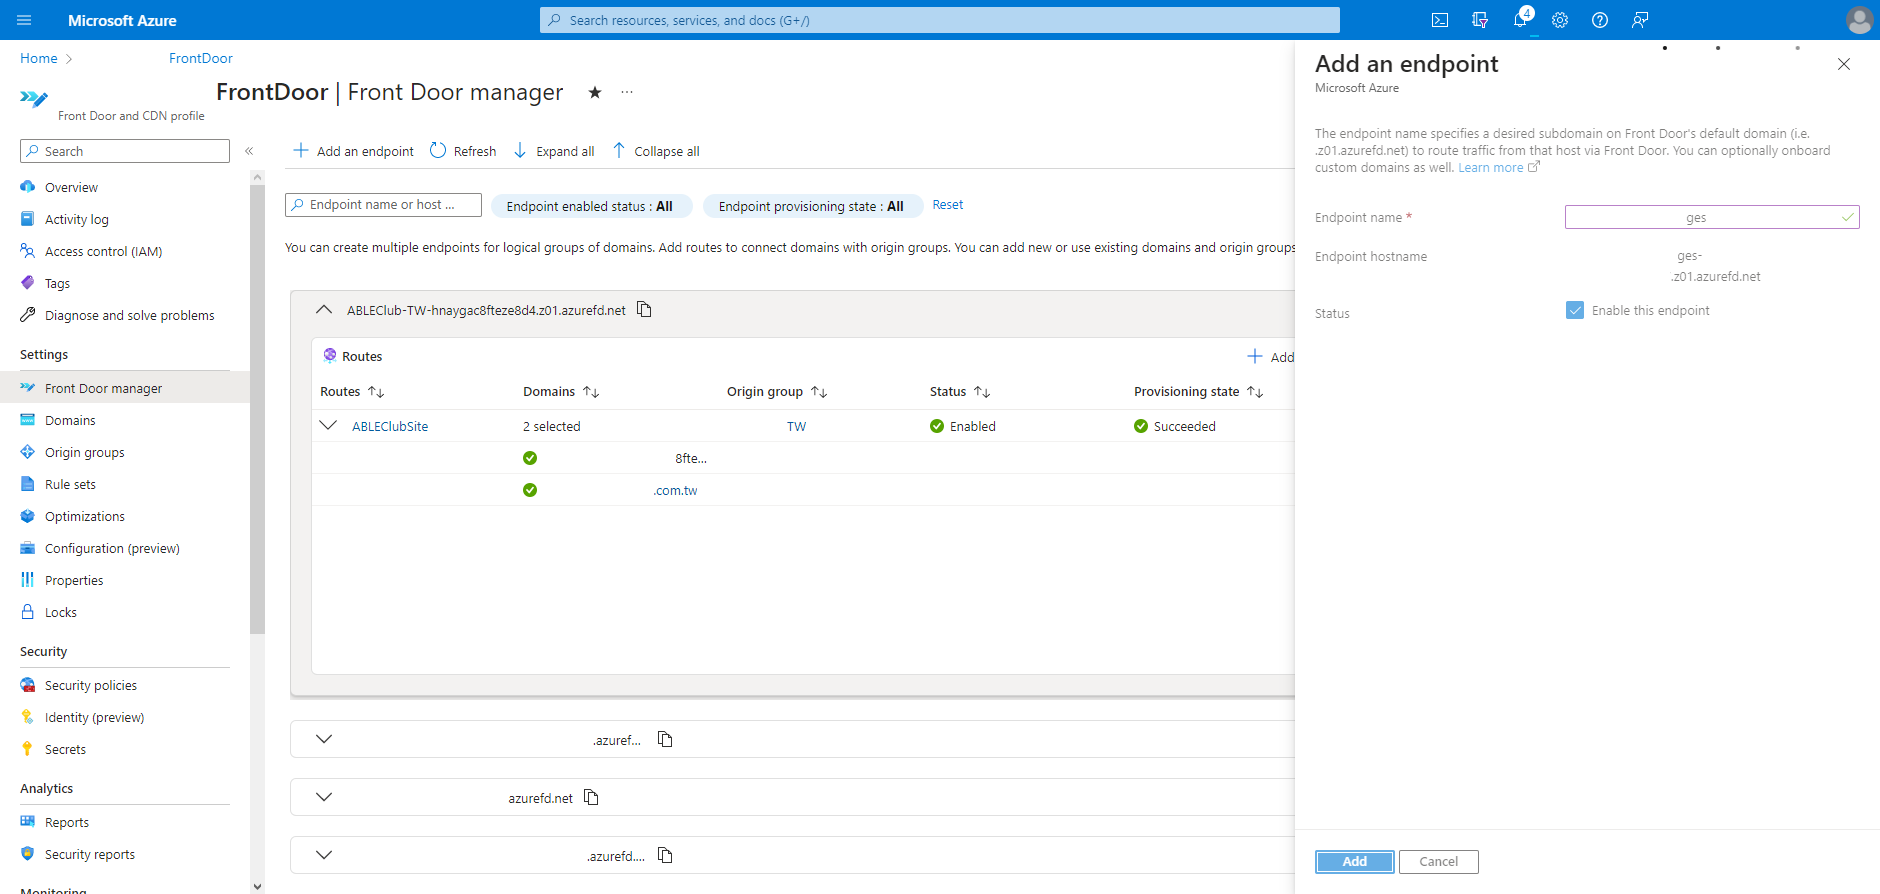 Microsoft Azure
Search resources, services, and docs (G+/)
4
Home
FrontDoor
FrontDoor | Front Door manager
...
Front Door and CDN profile
Search
«
Overview
Activity log
Access control (IAM)
Tags
Diagnose and solve problems
Settings
Front Door manager
Domains
Origin groups
Rule sets
Optimizations
Configuration (preview)
Properties
Locks
Security
Security policies
Identity (preview)
Secrets
Analytics
Reports
Security reports
Monitoring
Add an endpoint
Refresh
Expand all
Collapse all
Endpoint name or host ...
Endpoint enabled status : All
Endpoint provisioning state : All
Reset
You can create multiple endpoints for logical groups of domains. Add routes to connect domains with origin groups. You can add new or use existing domains and origin groups
ABLEClub-TW-hnaygac8fteze8d4.z01.azurefd.net
Routes
Add
Routes Domains Origin group Status Provisioning state
ABLEClubSite 2 selected TW Enabled Succeeded
8fte...
.com.tw
.azuref...
azurefd.net
.azurefd....
Add an endpoint
Microsoft Azure
The endpoint name specifies a desired subdomain on Front Door's default domain (i.e.
.z01.azurefd.net) to route traffic from that host via Front Door. You can optionally onboard
custom domains as well. Learn more
Endpoint name * ges
Endpoint hostname ges-
.z01.azurefd.net
Status Enable this endpoint
Add
Cancel